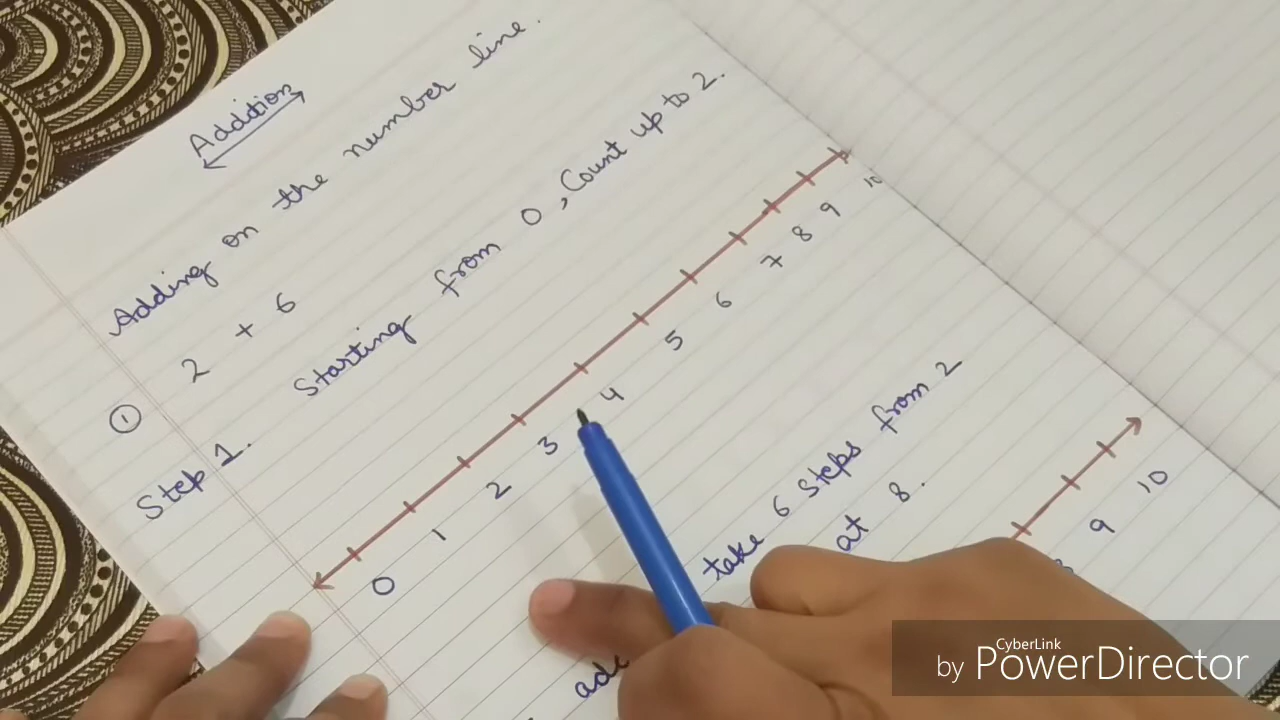 Addition
Adding on the number line.
① 2 + 6
Step 1. Starting from 0, Count up to 2.
0 1 2 3 4 5 6 7 8 9 10
take 6 steps from 2
at 8.
9 10
CyberLink
by PowerDirector